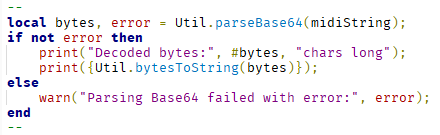 --
local bytes, error = Util.parseBase64(midiString);
if not error then
    print("Decoded bytes:", #bytes, "chars long");
    print({Util.bytesToString(bytes)});
else
    warn("Parsing Base64 failed with error:", error);
end
--